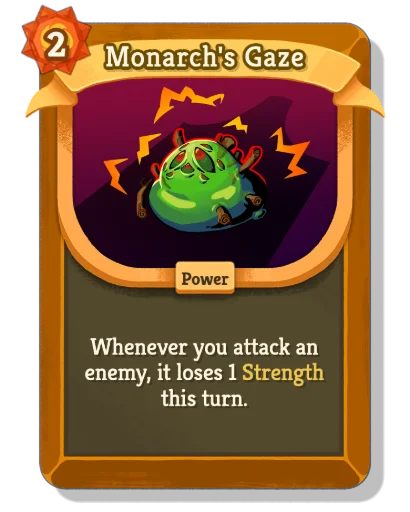 2
Monarch's Gaze
Power
Whenever you attack an
enemy, it loses 1 Strength
this turn.